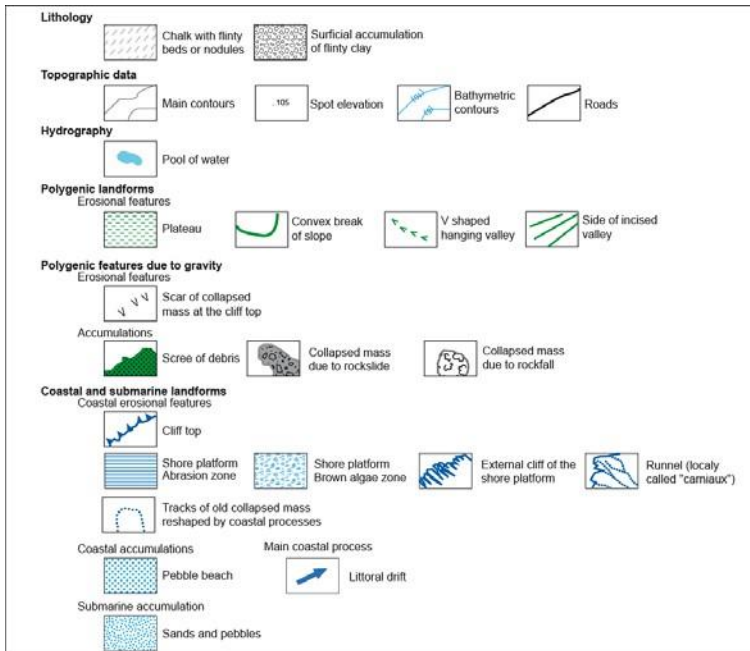 Lithology
Chalk with flinty
beds or nodules
Surficial accumulation
of flinty clay
Topographic data
Main contours
. 105
Spot elevation
Bathymetric
contours
Roads
Hydrography
Pool of water
Polygenic landforms
Erosional features
Plateau
Convex break
of slope
V shaped
hanging valley
Side of incised
valley
Polygenic features due to gravity
Erosional features
Scar of collapsed
mass at the cliff top
Accumulations
Scree of debris
Collapsed mass
due to rockslide
Collapsed mass
due to rockfall
Coastal and submarine landforms
Coastal erosional features
Cliff top
Shore platform
Abrasion zone
Shore platform
Brown algae zone
External cliff of the
shore platform
Runnel (localy
called "carniaux")
Tracks of old collapsed mass
reshaped by coastal processes
Coastal accumulations
Main coastal process
Pebble beach
Littoral drift
Submarine accumulation
Sands and pebbles